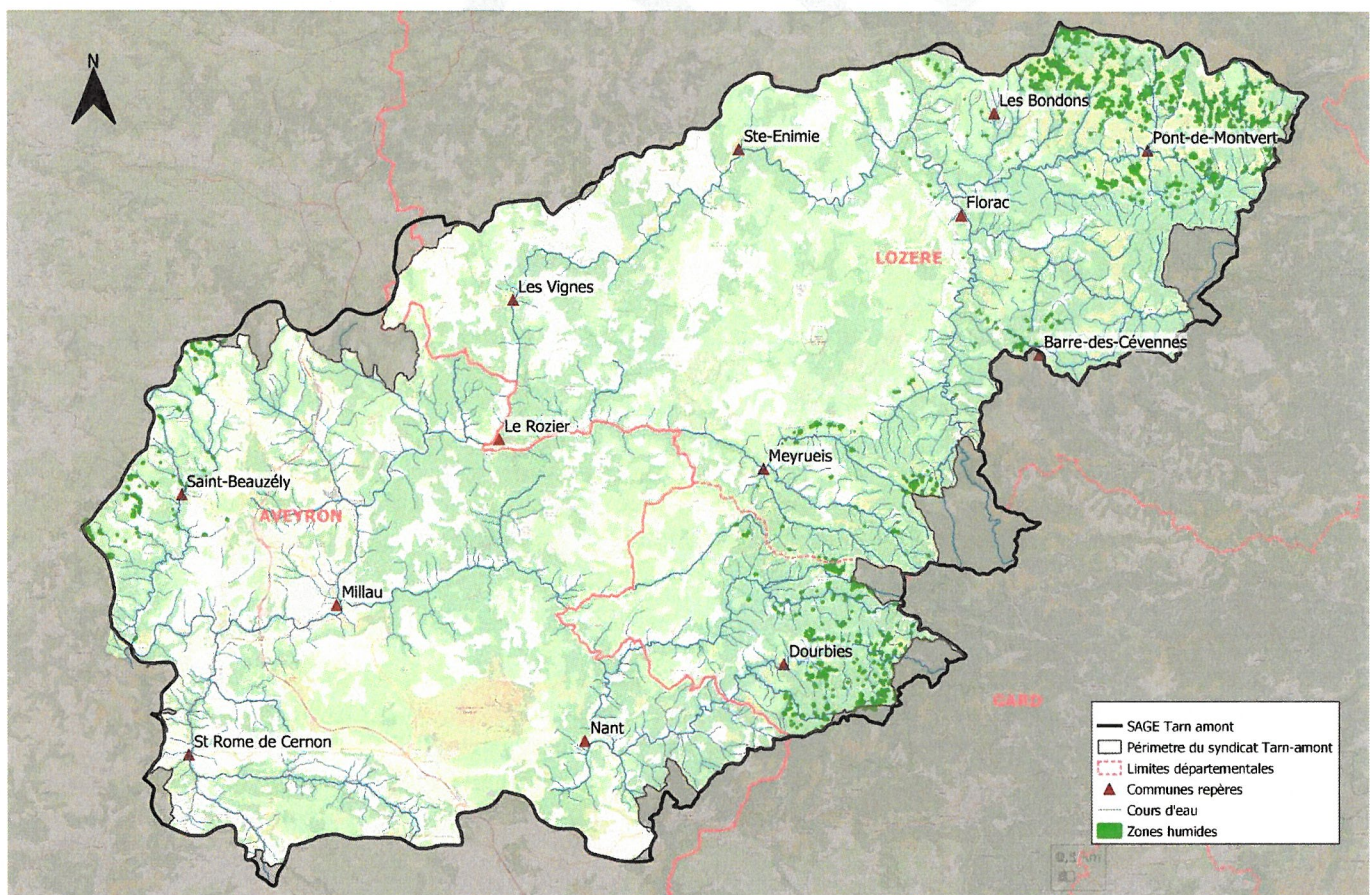 N
Les Bondons
Ste-Enimie
Pont-de-Montvert
Florac
LOZERE
Les Vignes
Barre-des-Cévennes
Le Rozier
Meyrueis
Saint-Beauzély
AVEYRON
Millau
Dourbies
GARD
Nant
St Rome de Cernon
SAGE Tarn amont
Périmetre du syndicat Tarn-amont
Limites départementales
Communes repères
Cours d'eau
Zones humides